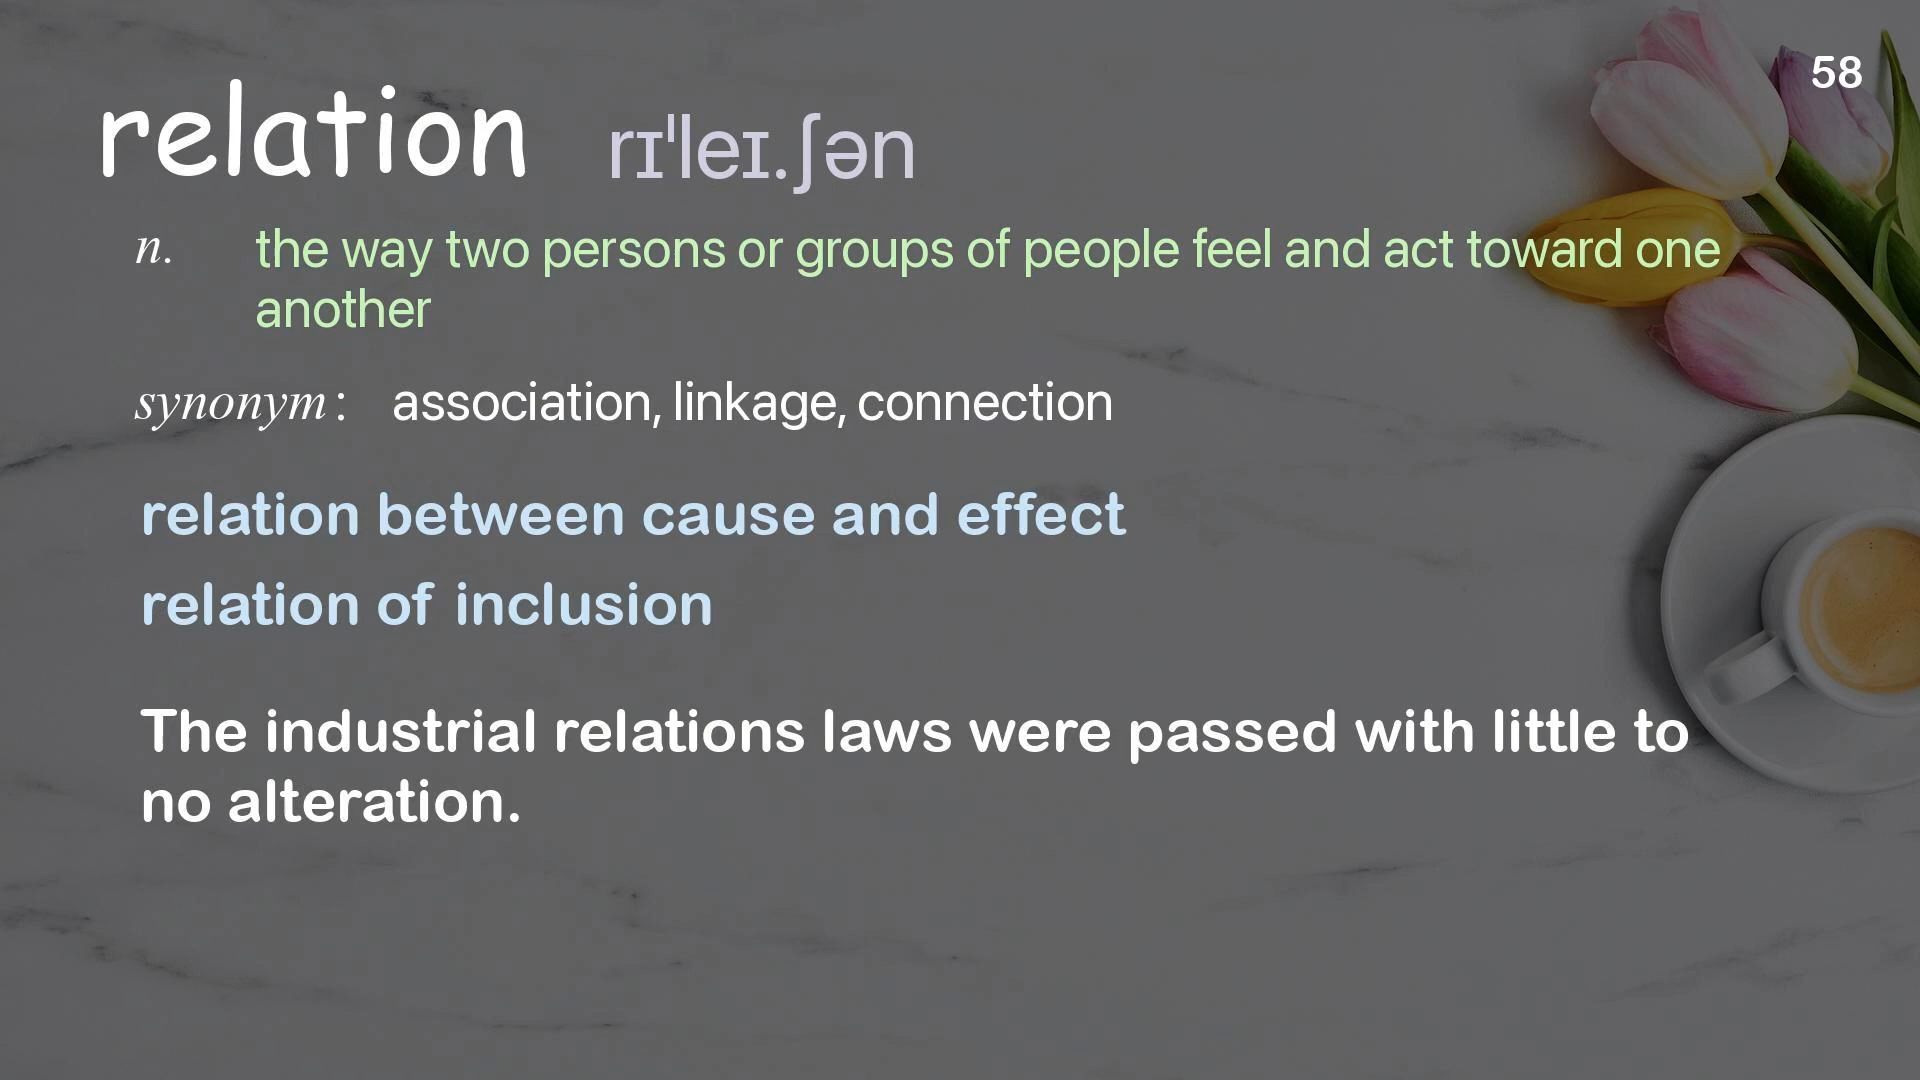 58
relation rɪˈleɪ.ʃən
n. the way two persons or groups of people feel and act toward one
another
synonym: association, linkage, connection
relation between cause and effect
relation of inclusion
The industrial relations laws were passed with little to
no alteration.